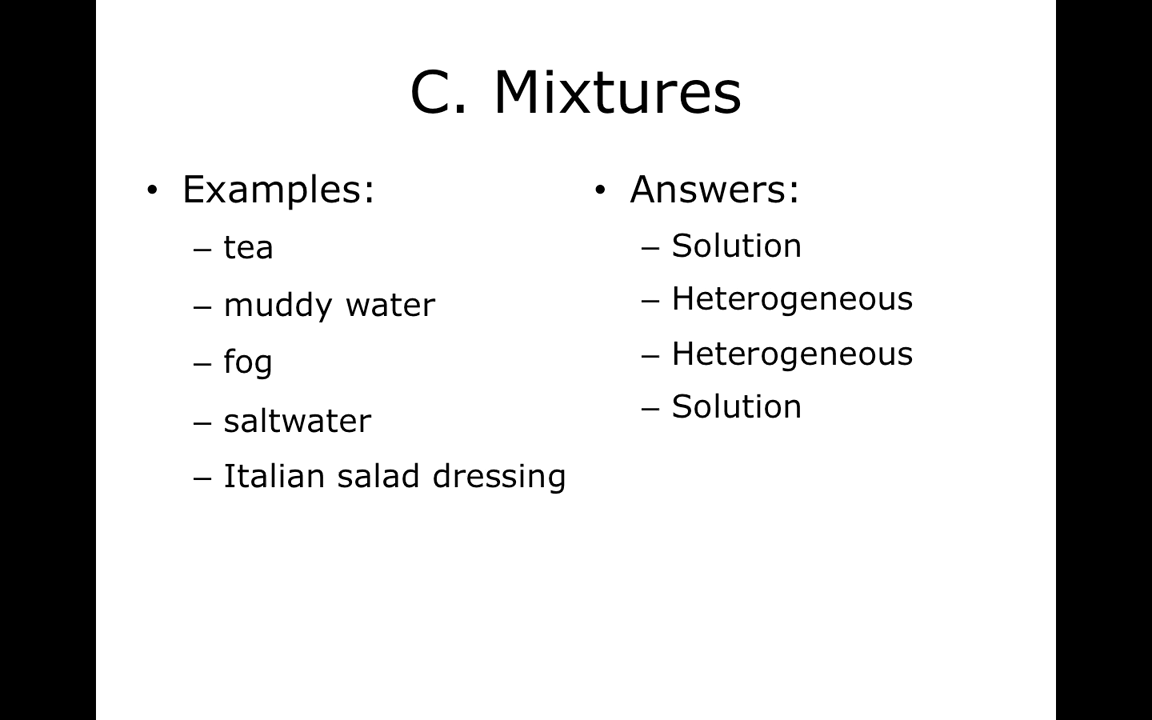 C. Mixtures
• Examples:
– tea
– muddy water
– fog
– saltwater
– Italian salad dressing
• Answers:
– Solution
– Heterogeneous
– Heterogeneous
– Solution